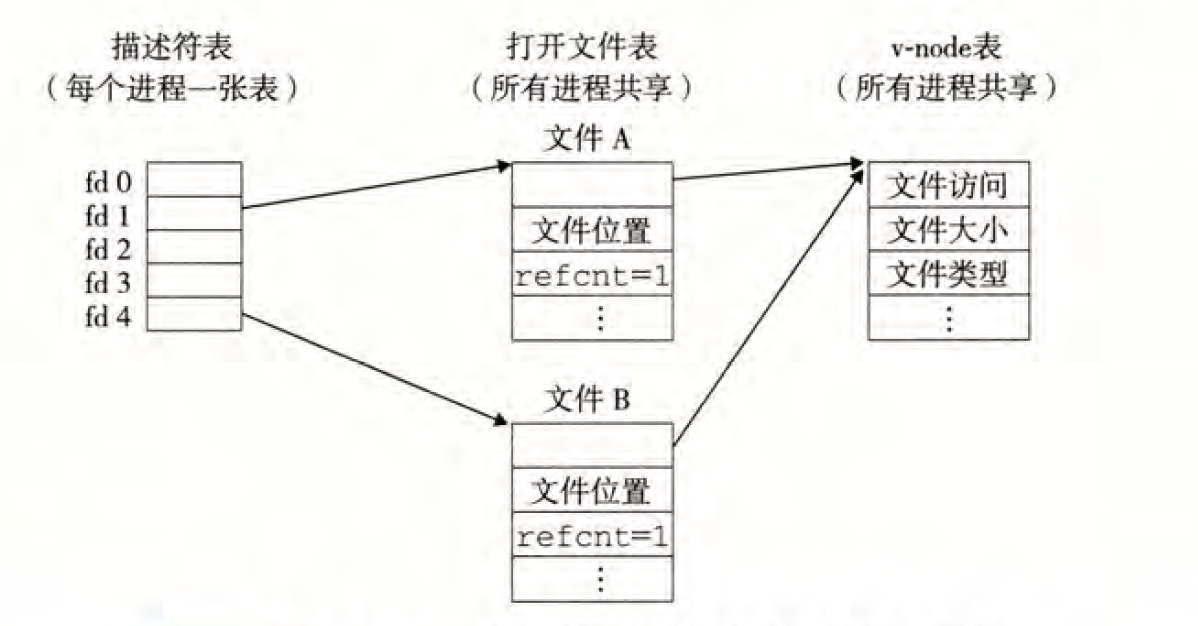 描述符表
（每个进程一张表）
打开文件表
（所有进程共享）
v-node表
（所有进程共享）
fd 0
fd 1
fd 2
fd 3
fd 4
文件 A
文件位置
refcnt=1
⋮
文件 B
文件位置
refcnt=1
⋮
文件访问
文件大小
文件类型
⋮